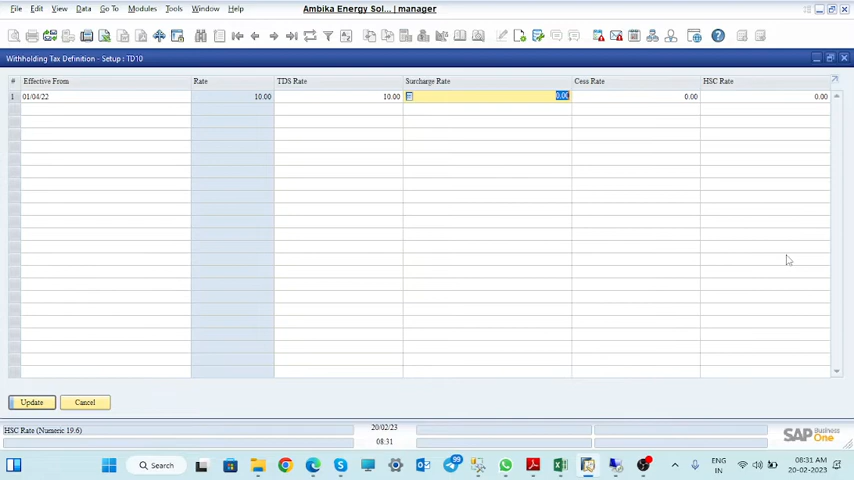 File Edit View Data Go To Modules Tools Window Help Ambika Energy Sol... | manager
Withholding Tax Definition - Setup : TD10
# Effective From Rate TDS Rate Surcharge Rate Cess Rate HSC Rate
1 01/04/22 10.00 10.00 0.00 0.00 0.00
Update Cancel
HSC Rate (Numeric 19.6) 20/02/23
08:31
SAP Business One
Search 99 ENG IN 08:31 AM 20-02-2023